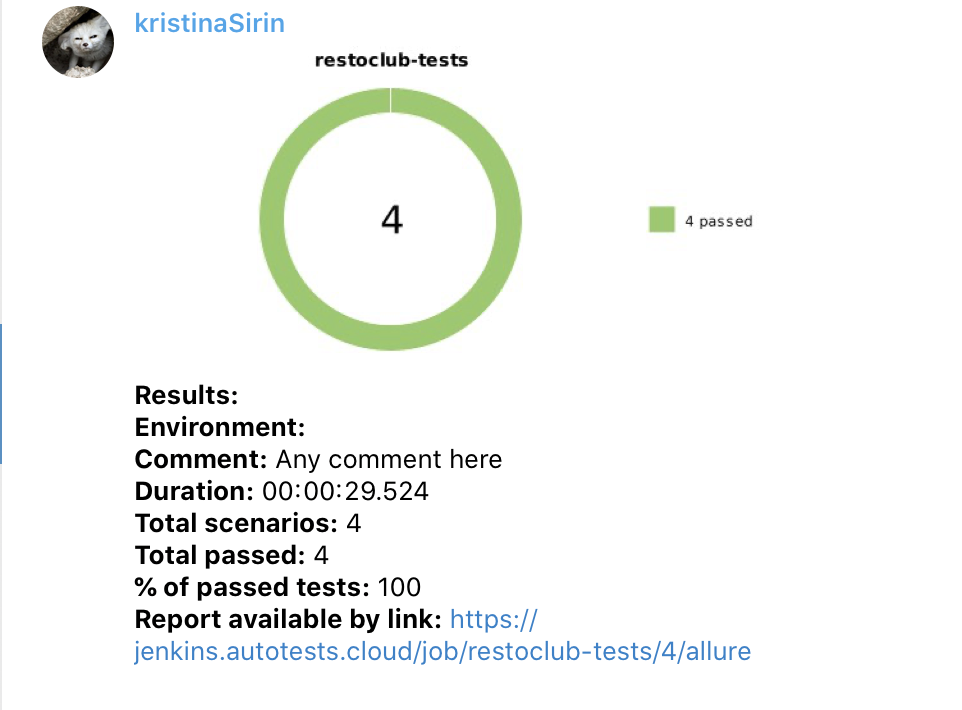 kristinaSirin
restoclub-tests
4
4 passed
Results:
Environment:
Comment: Any comment here
Duration: 00:00:29.524
Total scenarios: 4
Total passed: 4
% of passed tests: 100
Report available by link: https://
jenkins.autotests.cloud/job/restoclub-tests/4/allure